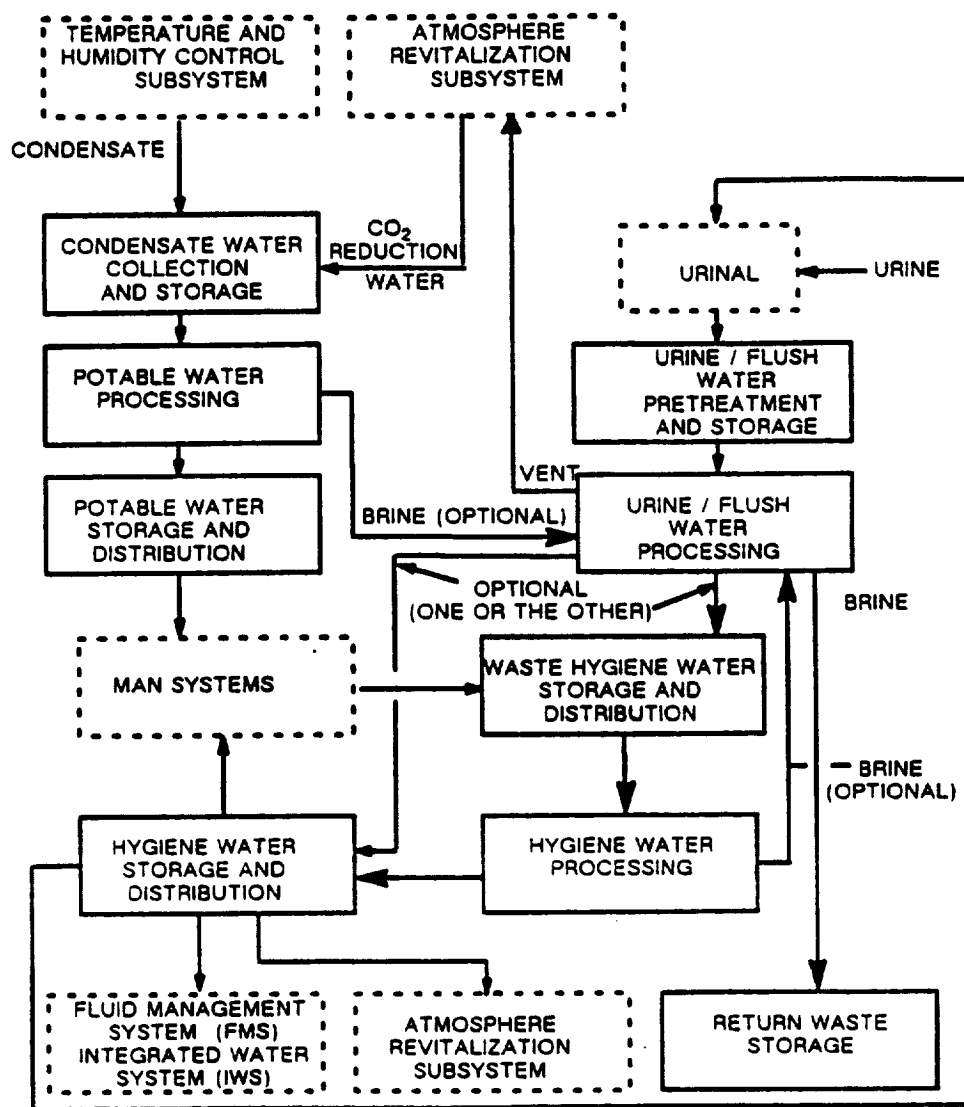 TEMPERATURE AND
HUMIDITY CONTROL
SUBSYSTEM
ATMOSPHERE
REVITALIZATION
SUBSYSTEM
CONDENSATE
CO2
REDUCTION
WATER
CONDENSATE WATER
COLLECTION
AND STORAGE
URINAL
URINE
POTABLE WATER
PROCESSING
URINE / FLUSH
WATER
PRETREATMENT
AND STORAGE
VENT
POTABLE WATER
STORAGE AND
DISTRIBUTION
BRINE (OPTIONAL)
URINE / FLUSH
WATER
PROCESSING
OPTIONAL
(ONE OR THE OTHER)
BRINE
MAN SYSTEMS
WASTE HYGIENE WATER
STORAGE AND
DISTRIBUTION
BRINE
(OPTIONAL)
HYGIENE WATER
STORAGE AND
DISTRIBUTION
HYGIENE WATER
PROCESSING
FLUID MANAGEMENT
SYSTEM (FMS)
INTEGRATED WATER
SYSTEM (IWS)
ATMOSPHERE
REVITALIZATION
SUBSYSTEM
RETURN WASTE
STORAGE